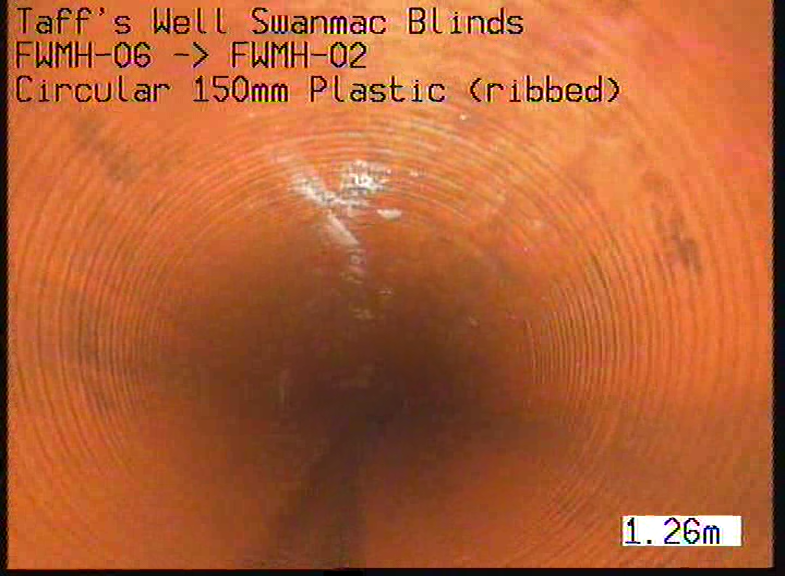 Taff's Well Swanmac Blinds
FWMH-06 -> FWMH-02
Circular 150mm Plastic (ribbed)
1.26m